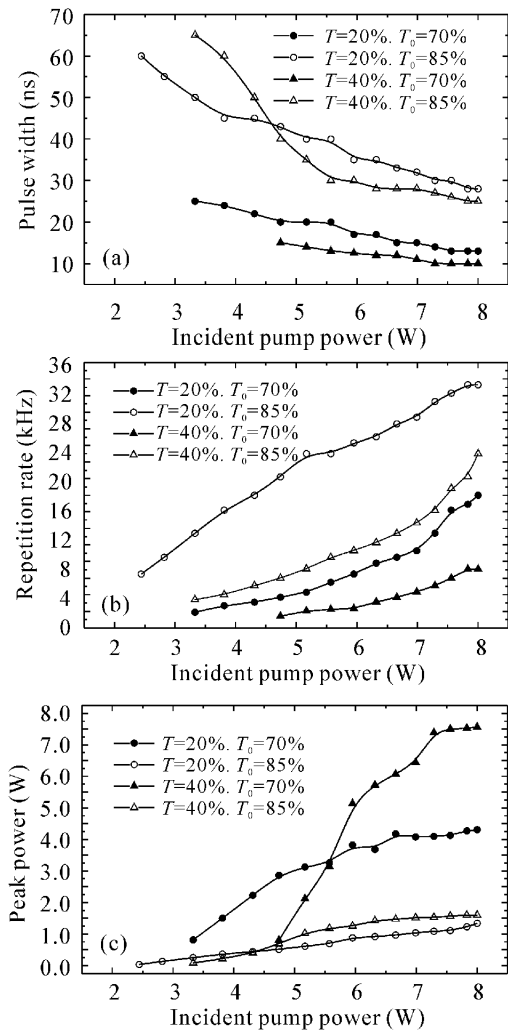 70
60
50
40
30
20
10
Pulse width (ns)
T=20%. T₀=70%
T=20%. T₀=85%
T=40%. T₀=70%
T=40%. T₀=85%
(a)
2 3 4 5 6 7 8
Incident pump power (W)
36
32
28
24
20
16
12
8
4
0
Repetition rate (kHz)
T=20%. T₀=70%
T=20%. T₀=85%
T=40%. T₀=70%
T=40%. T₀=85%
(b)
2 3 4 5 6 7 8
Incident pump power (W)
8.0
7.0
6.0
5.0
4.0
3.0
2.0
1.0
0.0
Peak power (W)
T=20%. T₀=70%
T=20%. T₀=85%
T=40%. T₀=70%
T=40%. T₀=85%
(c)
2 3 4 5 6 7 8
Incident pump power (W)